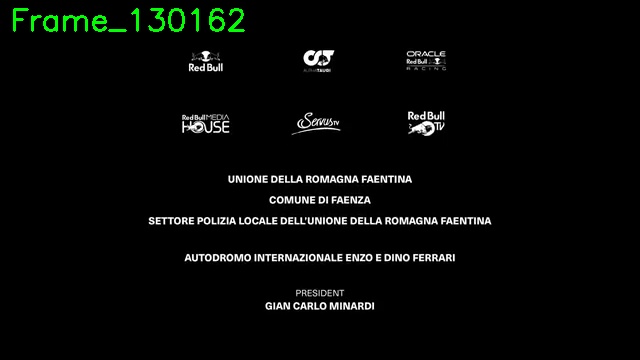 Frame_130162
Red Bull
ALPHATAURI
ORACLE
Red Bull
RACING
Red Bull MEDIA
HOUSE
ServusTV
Red Bull
TV
UNIONE DELLA ROMAGNA FAENTINA
COMUNE DI FAENZA
SETTORE POLIZIA LOCALE DELL'UNIONE DELLA ROMAGNA FAENTINA
AUTODROMO INTERNAZIONALE ENZO E DINO FERRARI
PRESIDENT
GIAN CARLO MINARDI